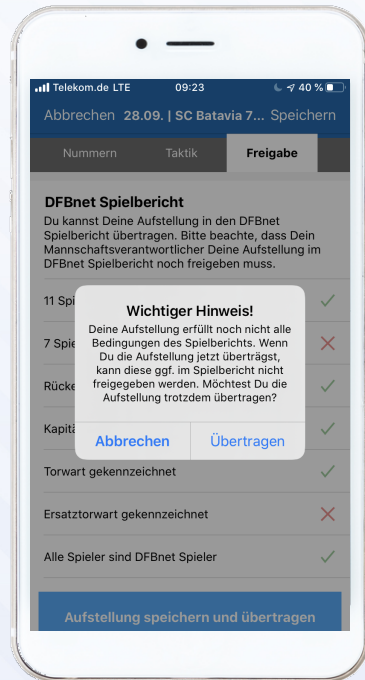 Telekom.de LTE 09:23 40 %
Abbrechen 28.09. | SC Batavia 7... Speichern
Nummern Taktik Freigabe
DFBnet Spielbericht
Du kannst Deine Aufstellung in den DFBnet
Spielbericht übertragen. Bitte beachte, dass Dein
Mannschaftsverantwortlicher Deine Aufstellung im
DFBnet Spielbericht noch freigeben muss.
11 Spi
Wichtiger Hinweis!
Deine Aufstellung erfüllt noch nicht alle
Bedingungen des Spielberichts. Wenn
Du die Aufstellung jetzt überträgst,
kann diese ggf. im Spielbericht nicht
freigegeben werden. Möchtest Du die
Aufstellung trotzdem übertragen?
Abbrechen Übertragen
7 Spie
Rücke
Kapitä
Torwart gekennzeichnet
Ersatztorwart gekennzeichnet
Alle Spieler sind DFBnet Spieler
Aufstellung speichern und übertragen